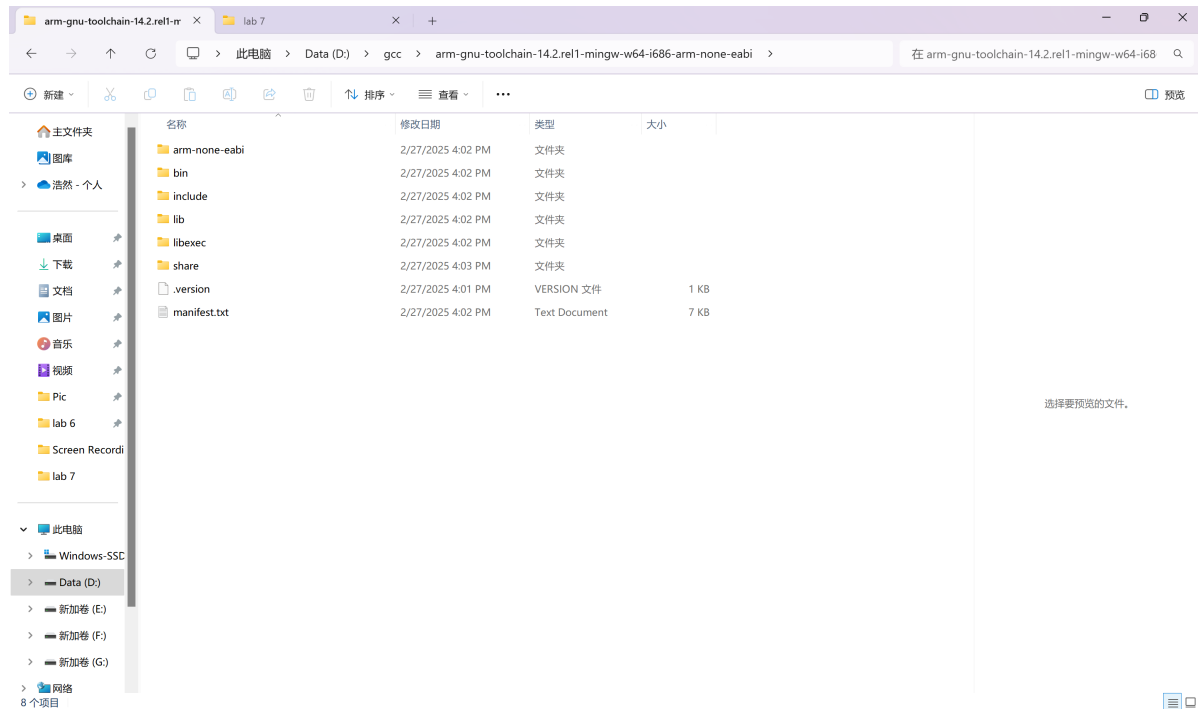 arm-gnu-toolchain-14.2.rel1-m
lab 7
此电脑 Data (D:) gcc arm-gnu-toolchain-14.2.rel1-mingw-w64-i686-arm-none-eabi
在 arm-gnu-toolchain-14.2.rel1-mingw-w64-i68
新建 排序 查看 预览
名称 修改日期 类型 大小
arm-none-eabi 2/27/2025 4:02 PM 文件夹
bin 2/27/2025 4:02 PM 文件夹
include 2/27/2025 4:02 PM 文件夹
lib 2/27/2025 4:02 PM 文件夹
libexec 2/27/2025 4:02 PM 文件夹
share 2/27/2025 4:03 PM 文件夹
.version 2/27/2025 4:01 PM VERSION 文件 1 KB
manifest.txt 2/27/2025 4:02 PM Text Document 7 KB
主文件夹
图库
浩然 - 个人
桌面
下载
文档
图片
音乐
视频
Pic
lab 6
Screen Recordi
lab 7
此电脑
Windows-SSD
Data (D:)
新加卷 (E:)
新加卷 (F:)
新加卷 (G:)
网络
选择要预览的文件。
8 个项目